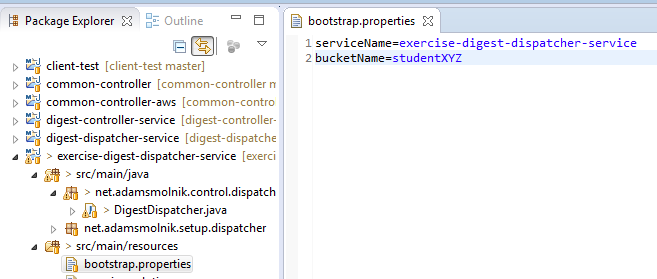 Package Explorer
Outline
client-test [client-test master]
common-controller [common-controller m
common-controller-aws [common-contro
digest-controller-service [digest-controller-
digest-dispatcher-service [digest-dispatche
> exercise-digest-dispatcher-service [exerci
> src/main/java
> net.adamsmolnik.control.dispatch
> DigestDispatcher.java
net.adamsmolnik.setup.dispatcher
> src/main/resources
bootstrap.properties
bootstrap.properties
1 serviceName=exercise-digest-dispatcher-service
2 bucketName=studentXYZ